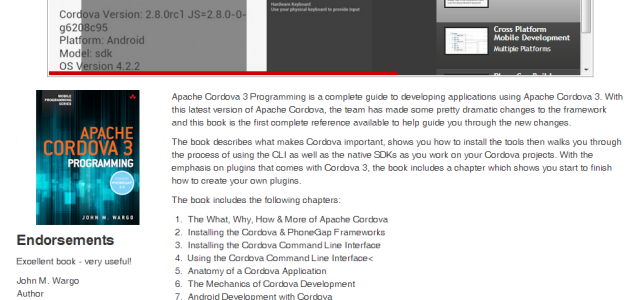 Cordova Version: 2.8.0rc1 JS=2.8.0-0-
g6208c95
Platform: Android
Model: sdk
OS Version 4.2.2
Hardware Keyboard
Use your physical keyboard to provide input
Cross Platform
Mobile Development
Multiple Platforms
MOBILE
PROGRAMMING
SERIES
APACHE
CORDOVA 3
PROGRAMMING
JOHN M. WARGO
Endorsements
Excellent book - very useful!
John M. Wargo
Author
Apache Cordova 3 Programming is a complete guide to developing applications using Apache Cordova 3. With
this latest version of Apache Cordova, the team has made some pretty dramatic changes to the framework
and this book is the first complete reference available to help guide you through the new changes.
The book describes what makes Cordova important, shows you how to install the tools then walks you through
the process of using the CLI as well as the native SDKs as you work on your Cordova projects. With the
emphasis on plugins that comes with Cordova 3, the book includes a chapter which shows you start to finish
how to create your own plugins.
The book includes the following chapters:
1. The What, Why, How & More of Apache Cordova
2. Installing the Cordova & PhoneGap Frameworks
3. Installing the Cordova Command Line Interface
4. Using the Cordova Command Line Interface<
5. Anatomy of a Cordova Application
6. The Mechanics of Cordova Development
7. Android Development with Cordova